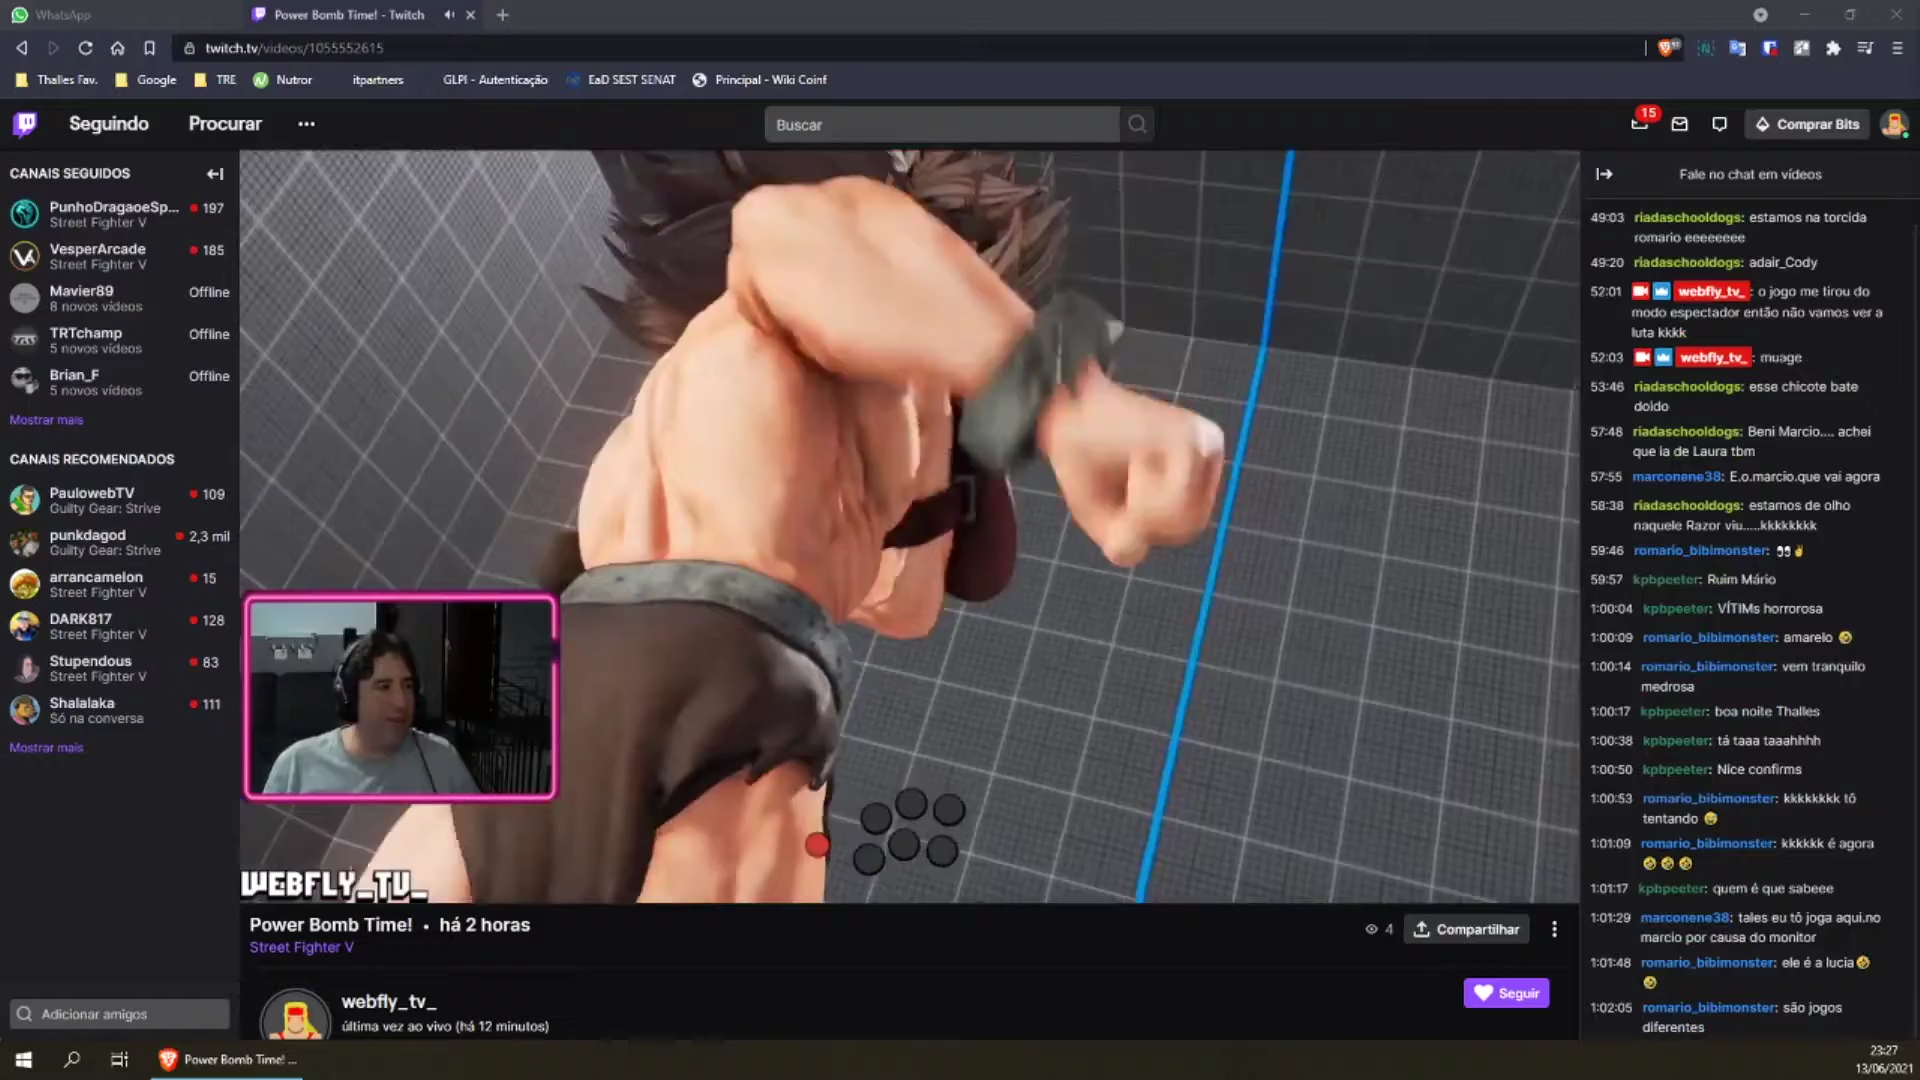 WhatsApp
Power Bomb Time! - Twitch
twitch.tv/videos/1055552615
Thalles Fav.
Google
TRE
Nutror
itpartners
GLPI - Autenticação
EaD SEST SENAT
Principal - Wiki Coinf
Seguindo
Procurar
Buscar
15
Comprar Bits
CANAIS SEGUIDOS
PunhoDragaoeSp... 197
Street Fighter V
VesperArcade 185
Street Fighter V
Mavier89 Offline
8 novos vídeos
TRTchamp Offline
5 novos vídeos
Brian_F Offline
5 novos vídeos
Mostrar mais
CANAIS RECOMENDADOS
PaulowebTV 109
Guilty Gear: Strive
punkdagod 2,3 mil
Guilty Gear: Strive
arrancamelon 15
Street Fighter V
DARK817 128
Street Fighter V
Stupendous 83
Street Fighter V
Shalalaka 111
Só na conversa
Mostrar mais
Adicionar amigos
WEBFLY_TV_
Power Bomb Time! • há 2 horas
Street Fighter V
4
Compartilhar
webfly_tv_
última vez ao vivo (há 12 minutos)
Seguir
Fale no chat em vídeos
49:03 riadaschooldogs: estamos na torcida
romario eeeeeeee
49:20 riadaschooldogs: adair_Cody
52:01 webfly_tv_ : o jogo me tirou do
modo espectador então não vamos ver a
luta kkkk
52:03 webfly_tv_ : muage
53:46 riadaschooldogs: esse chicote bate
doido
57:48 riadaschooldogs: Beni Marcio.... achei
que ia de Laura tbm
57:55 marconene38: E.o.marcio.que vai agora
58:38 riadaschooldogs: estamos de olho
naquele Razor viu.....kkkkkkkk
59:46 romario_bibimonster: 👀✌
59:57 kpbpeeter: Ruim Mário
1:00:04 kpbpeeter: VÍTIMs horrorosa
1:00:09 romario_bibimonster: amarelo 🤣
1:00:14 romario_bibimonster: vem tranquilo
medrosa
1:00:17 kpbpeeter: boa noite Thalles
1:00:38 kpbpeeter: tá taaa taaahhhh
1:00:50 kpbpeeter: Nice confirms
1:00:53 romario_bibimonster: kkkkkkkk tô
tentando 😅
1:01:09 romario_bibimonster: kkkkkk é agora
🤣 🤣 🤣
1:01:17 kpbpeeter: quem é que sabeee
1:01:29 marconene38: tales eu tô joga aqui.no
marcio por causa do monitor
1:01:48 romario_bibimonster: ele é a lucia🤣
🤣
1:02:05 romario_bibimonster: são jogos
diferentes
Power Bomb Time! ...
23:27
13/06/2021